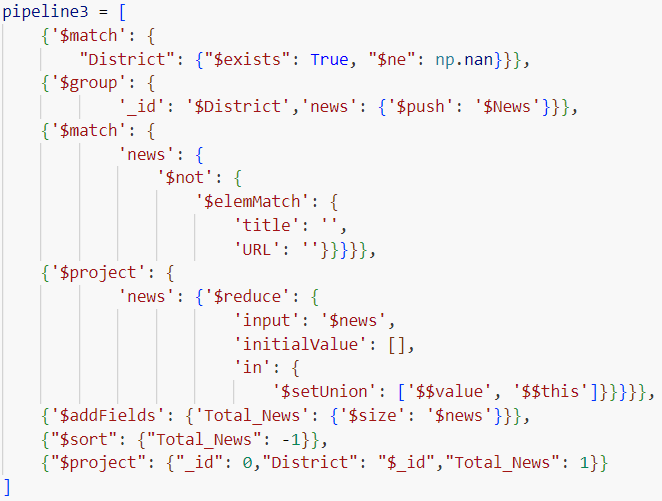 pipeline3 = [
    {'$match': {
        "District": {"$exists": True, "$ne": np.nan}}},
    {'$group': {
            '_id': '$District','news': {'$push': '$News'}}},
    {'$match': {
            'news': {
                '$not': {
                    '$elemMatch': {
                        'title': '',
                        'URL': ''}}}}},
    {'$project': {
            'news': {'$reduce': {
                        'input': '$news',
                        'initialValue': [],
                        'in': {
                            '$setUnion': ['$$value', '$$this']}}}}},
    {'$addFields': {'Total_News': {'$size': '$news'}}},
    {"$sort": {"Total_News": -1}},
    {"$project": {"_id": 0,"District": "$_id","Total_News": 1}}
]